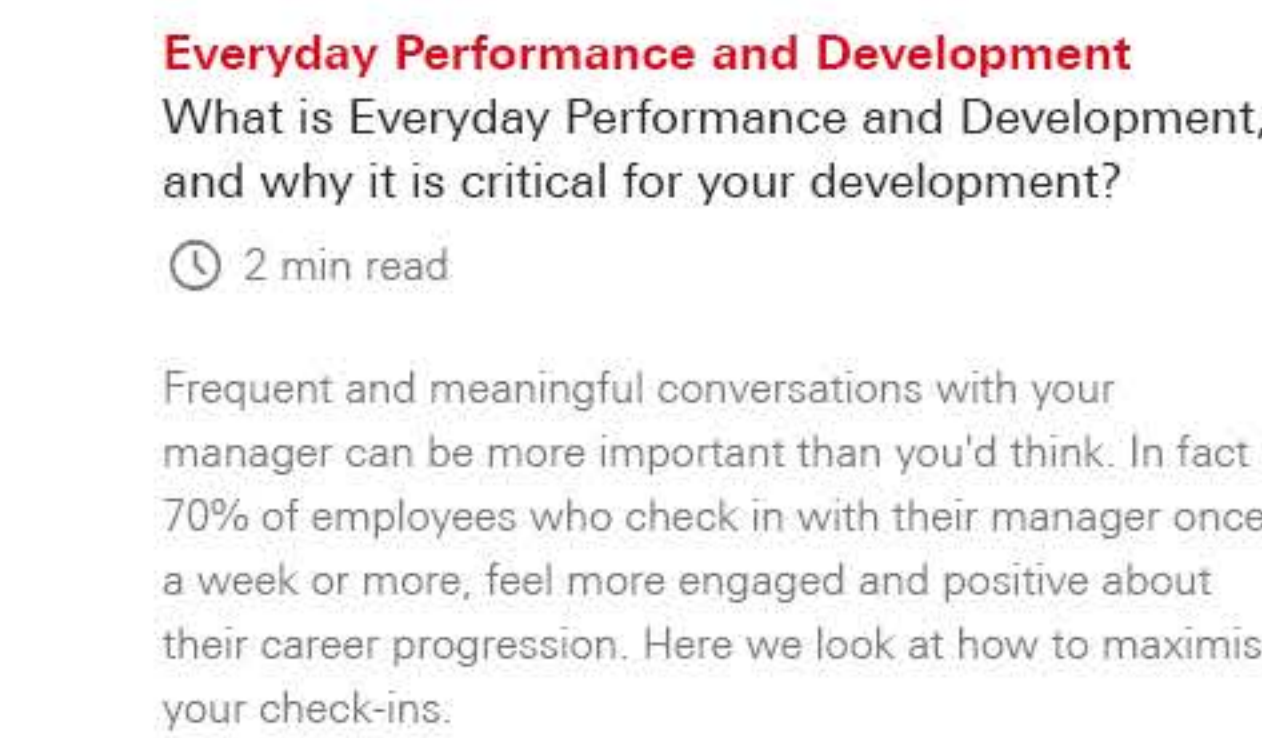 Everyday Performance and Development
What is Everyday Performance and Development,
and why it is critical for your development?
2 min read
Frequent and meaningful conversations with your
manager can be more important than you'd think. In fact
70% of employees who check in with their manager once
a week or more, feel more engaged and positive about
their career progression. Here we look at how to maximis
your check-ins.